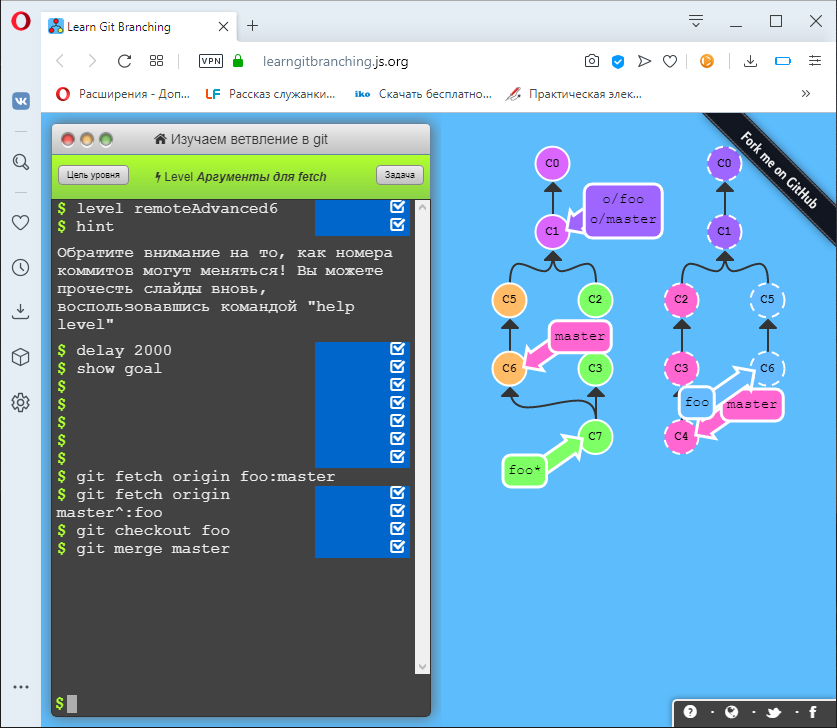 Learn Git Branching
VPN
learngitbranching.js.org
Расширения - Доп...
LF Рассказ служанки...
iko Скачать бесплатно...
Практическая элек...
Изучаем ветвление в git
Цель уровня
Level Аргументы для fetch
Задача
$ level remoteAdvanced6
$ hint
Обратите внимание на то, как номера
коммитов могут меняться! Вы можете
прочесть слайды вновь,
воспользовавшись командой "help
level"
$ delay 2000
$ show goal
$
$
$
$
$
$ git fetch origin foo:master
$ git fetch origin
master^:foo
$ git checkout foo
$ git merge master
$
C0
o/foo
o/master
C1
C5
C2
master
C6
C3
C7
foo*
C0
C1
C2
C5
C3
C6
foo
master
C4
Fork me on GitHub